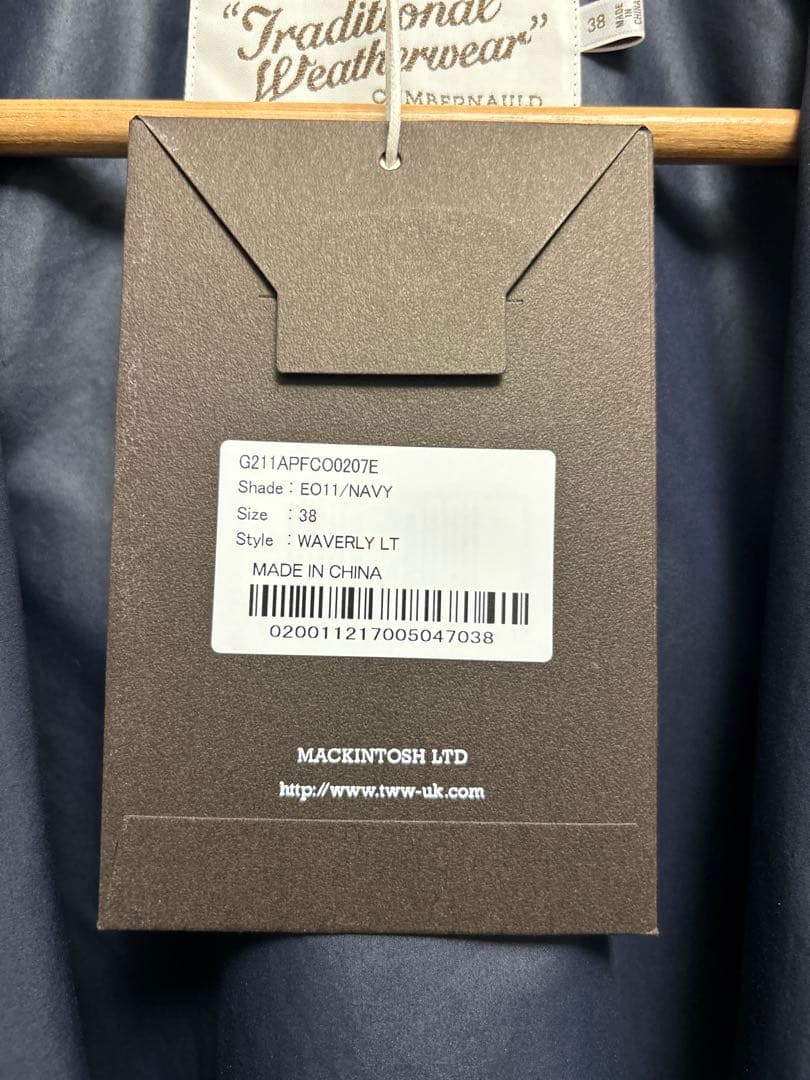 "Traditional
Weatherwear"
CUMBERNAULD
38
MADE
IN
CHINA
G211APFCO0207E
Shade : EO11/NAVY
Size : 38
Style : WAVERLY LT
MADE IN CHINA
020011217005047038
MACKINTOSH LTD
http://www.tww-uk.com